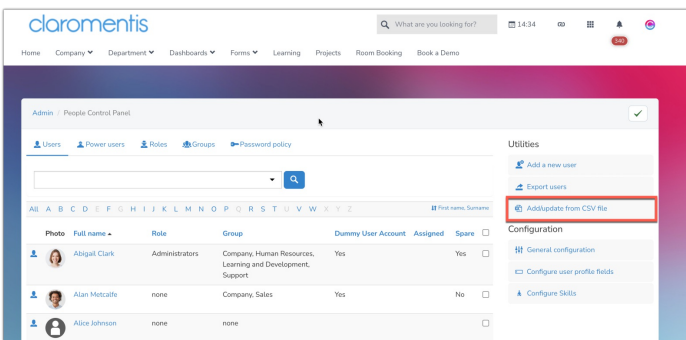 claromentis
What are you looking for?
14:34
340
Home Company Department Dashboards Forms Learning Projects Room Booking Book a Demo
Admin / People Control Panel
Users Power users Roles Groups Password policy
Utilities
Add a new user
Export users
Add/update from CSV file
All A B C D E F G H I J K L M N O P Q R S T U V W X Y Z
First name, Surname
Configuration
General configuration
Configure user profile fields
Configure Skills
Photo Full name Role Group Dummy User Account Assigned Spare
Abigail Clark Administrators Company, Human Resources, Yes Yes
Learning and Development,
Support
Alan Metcalfe none Company, Sales Yes No
Alice Johnson none none